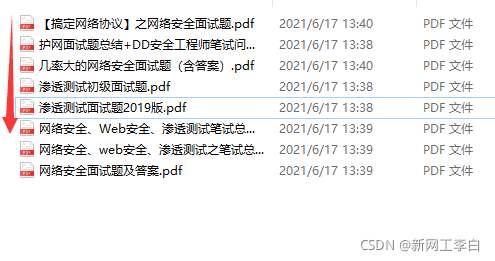 【搞定网络协议】之网络安全面试题.pdf 2021/6/17 13:40 PDF 文件
护网面试题总结+DD安全工程师笔试问... 2021/6/17 13:38 PDF 文件
几率大的网络安全面试题（含答案）.pdf 2021/6/17 13:40 PDF 文件
渗透测试初级面试题.pdf 2021/6/17 13:38 PDF 文件
渗透测试面试题2019版.pdf 2021/6/17 13:38 PDF 文件
网络安全、Web安全、渗透测试笔试总... 2021/6/17 13:39 PDF 文件
网络安全、web安全、渗透测试之笔试总... 2021/6/17 13:39 PDF 文件
网络安全面试题及答案.pdf 2021/6/17 13:39 PDF 文件
CSDN @新网工李白